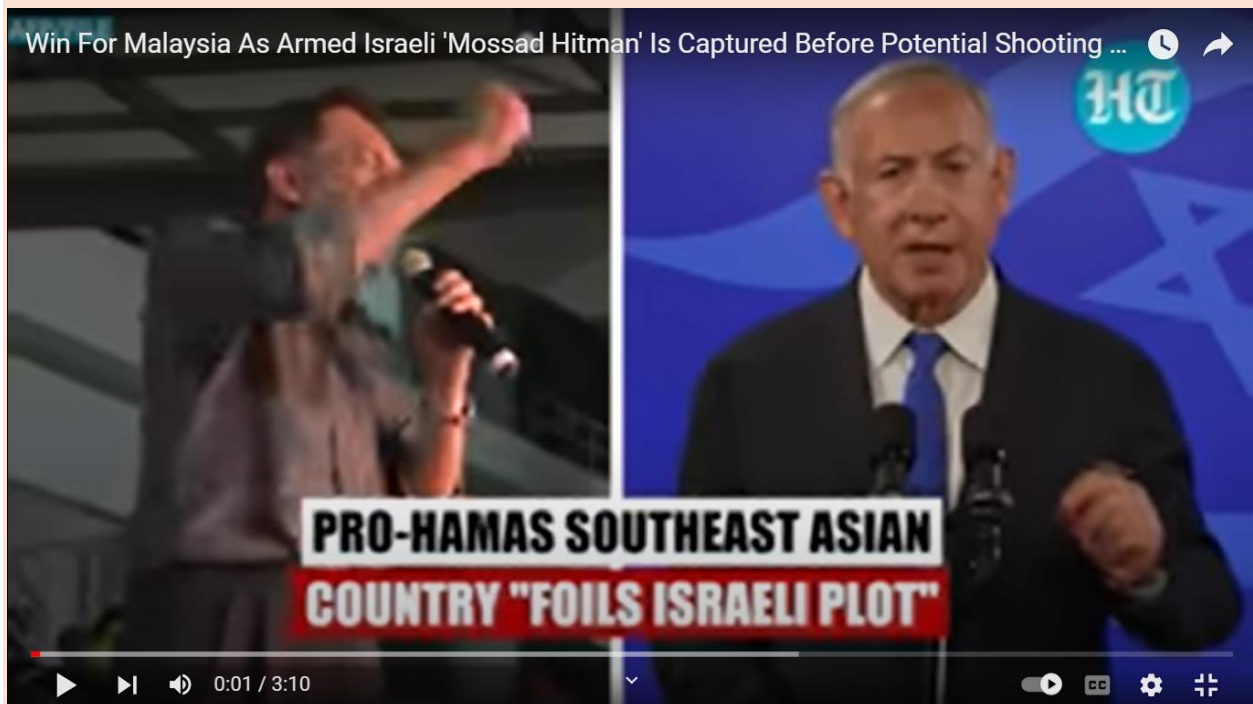 Win For Malaysia As Armed Israeli 'Mossad Hitman' Is Captured Before Potential Shooting ...
HT
PRO-HAMAS SOUTHEAST ASIAN
COUNTRY "FOILS ISRAELI PLOT"
0:01 / 3:10
CC